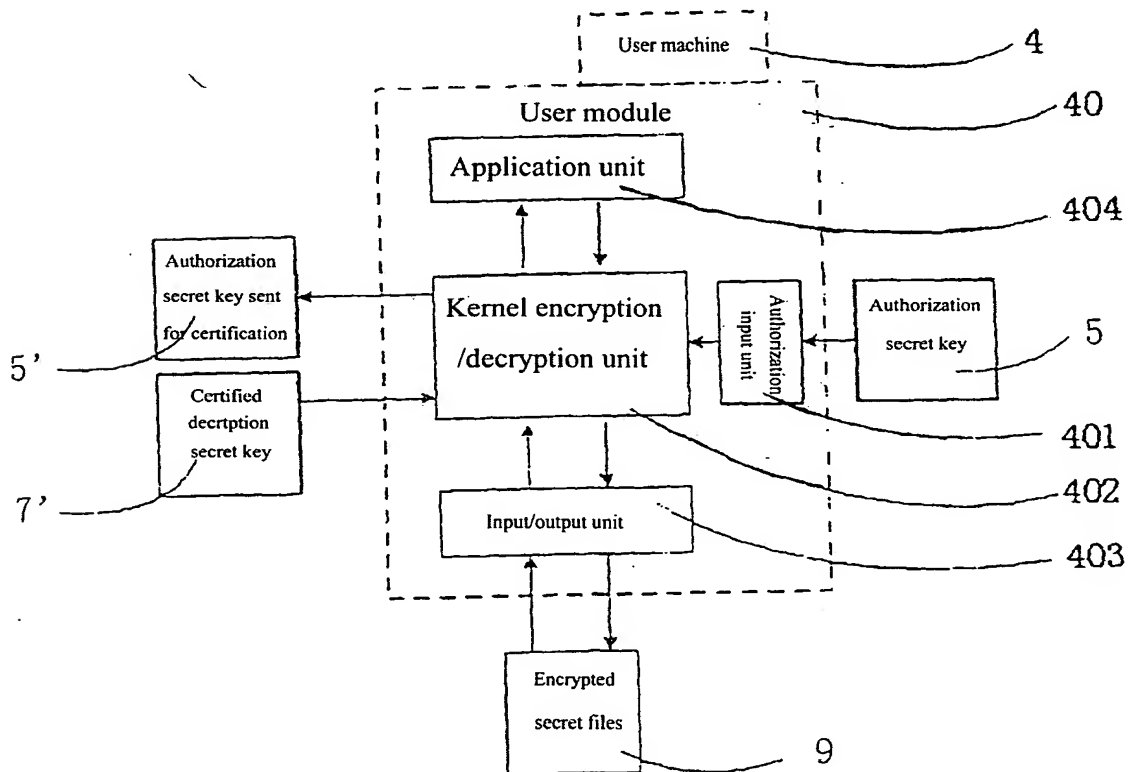 User machine
4
40
User module
Application unit
404
Authorization
secret key sent
for certification
5'
Kernel encryption
/decryption unit
Authorization
input unit
Authorization
secret key
5
Certified
decrtption
secret key
7'
401
402
Input/output unit
403
Encrypted
secret files
9